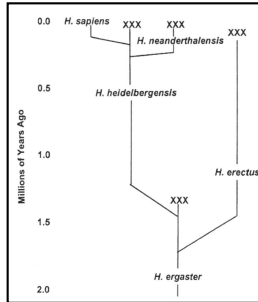 0.0
H. sapiens
XXX
XXX
H. neanderthalensis
XXX
0.5
H. heidelbergensis
Millions of Years Ago
1.0
H. erectus
XXX
1.5
H. ergaster
2.0